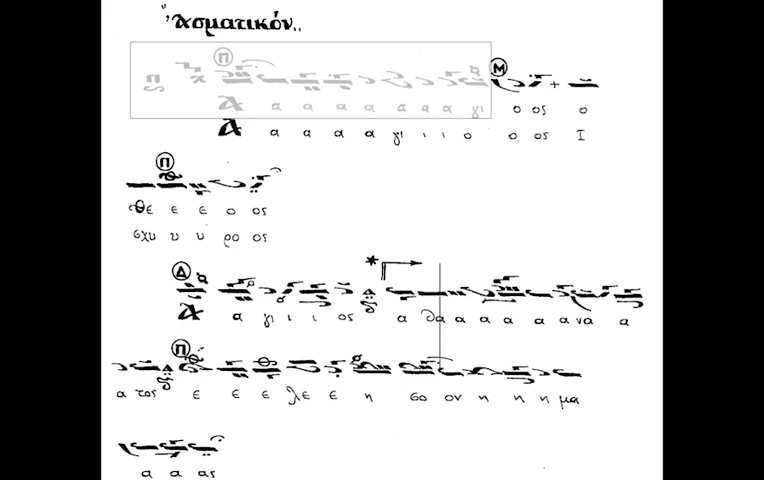 Ἀσματικόν..
Π Μ
Α α α α α α α γι ο ος ο
Α α α α γι ι ι ο ο ος Ι
Π
Θε ε ε ο ος
σχυ υ υ ρο ος
Δ
Α α γι ι ι ος α θα α α α α α να α
Π
α τος ε ε ε λε ε η σο ον η η η μα
α α ας